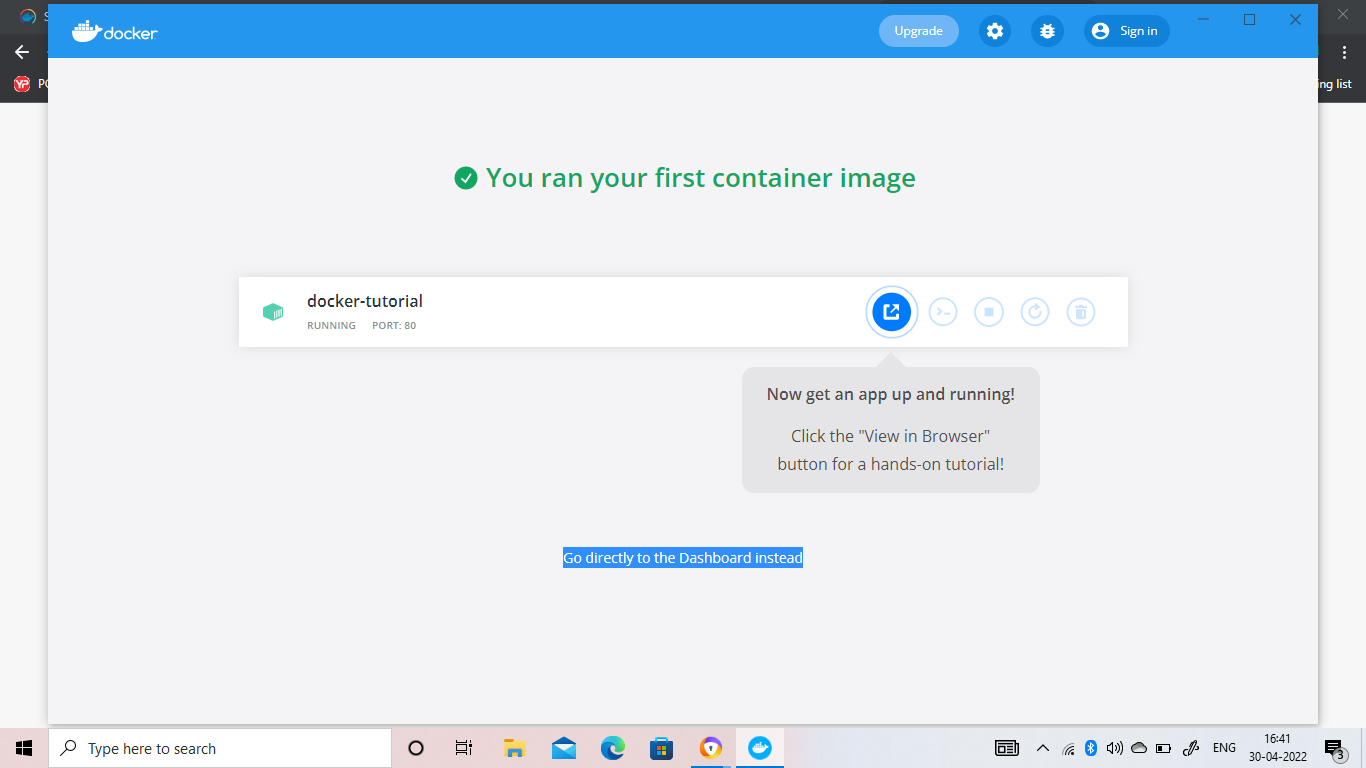 S
docker
Upgrade
Sign in
YP
PO
ing list
You ran your first container image
docker-tutorial
RUNNING PORT: 80
Now get an app up and running!
Click the "View in Browser"
button for a hands-on tutorial!
Go directly to the Dashboard instead
Type here to search
ENG
16:41
30-04-2022
3